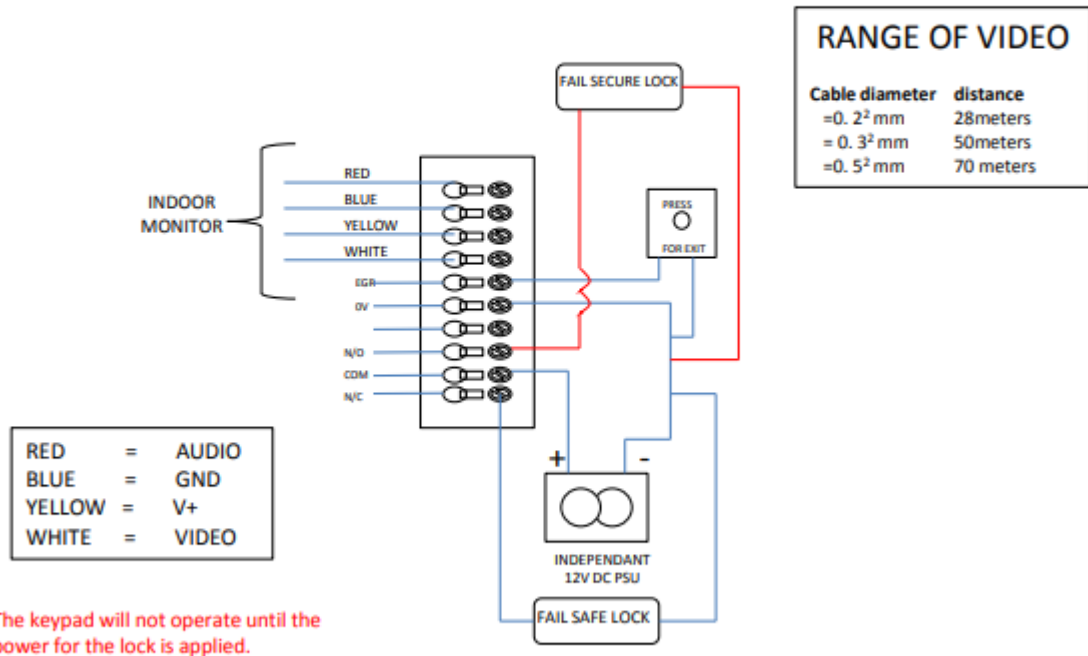 RANGE OF VIDEO
Cable diameter distance
=0. 2² mm 28meters
= 0. 3² mm 50meters
=0. 5² mm 70 meters
FAIL SECURE LOCK
INDOOR
MONITOR
RED
BLUE
YELLOW
WHITE
EGR
0V
N/O
COM
N/C
PRESS
FOR EXIT
+ -
INDEPENDANT
12V DC PSU
FAIL SAFE LOCK
RED = AUDIO
BLUE = GND
YELLOW = V+
WHITE = VIDEO
The keypad will not operate until the
power for the lock is applied.